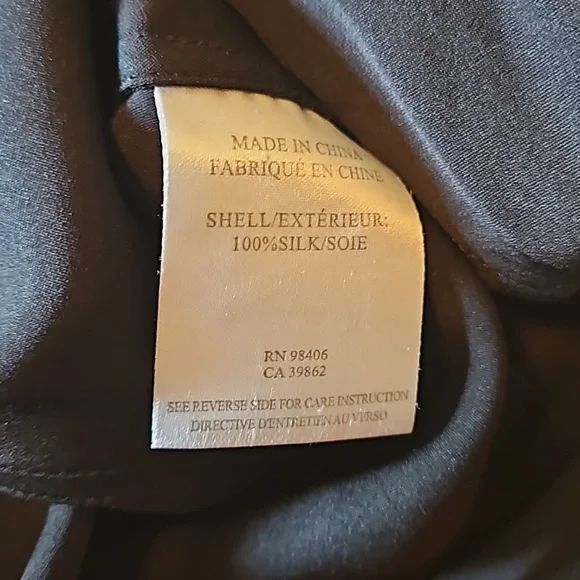 MADE IN CHINA
FABRIQUÉ EN CHINE
SHELL/EXTÉRIEUR:
100%SILK/SOIE
RN 98406
CA 39862
SEE REVERSE SIDE FOR CARE INSTRUCTION
DIRECTIVE D'ENTRETIEN AU VERSO